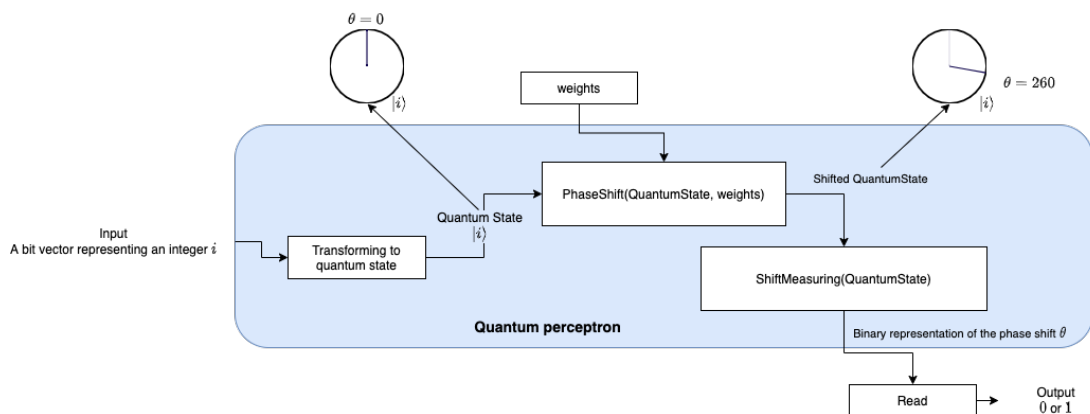 θ = 0
|i⟩
weights
θ = 260
|i⟩
PhaseShift(QuantumState, weights)
Shifted QuantumState
Quantum State
|i⟩
Input
A bit vector representing an integer i
Transforming to
quantum state
ShiftMeasuring(QuantumState)
Quantum perceptron
Binary representation of the phase shift θ
Read
Output
0 or 1